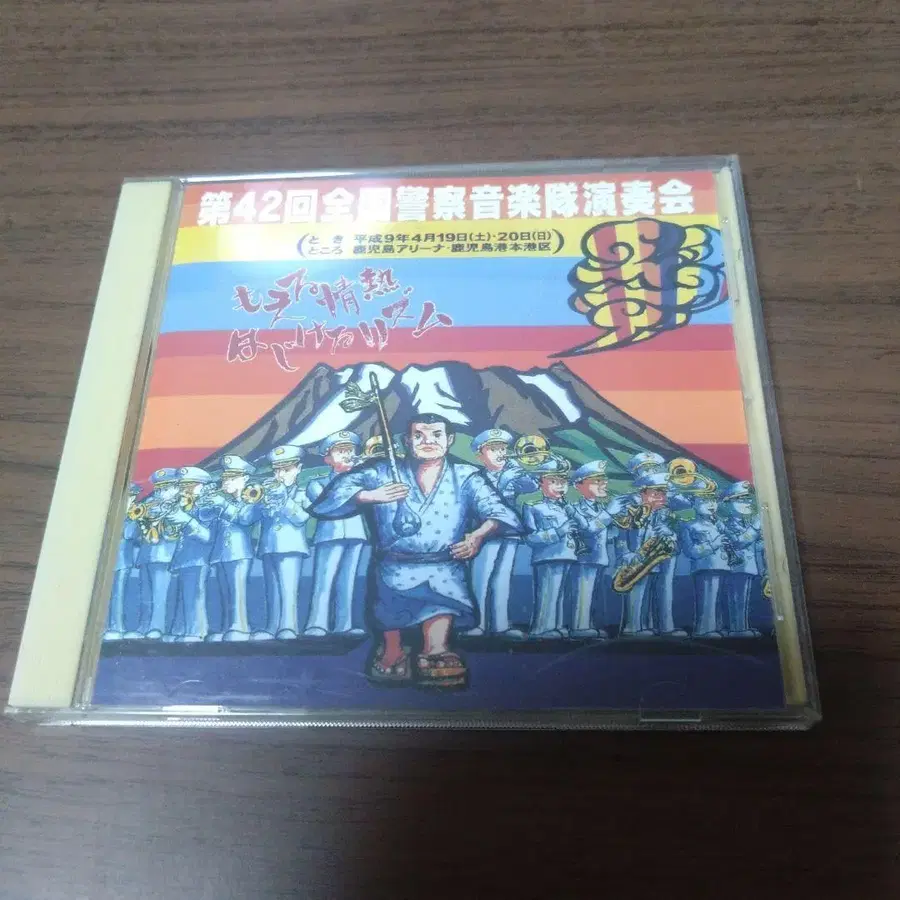 第42回全国警察音楽隊演奏会
とき 平成9年4月19日(土)・20日(日)
ところ 鹿児島アリーナ・鹿児島港本港区
もえる情熱、
はじけるリズム